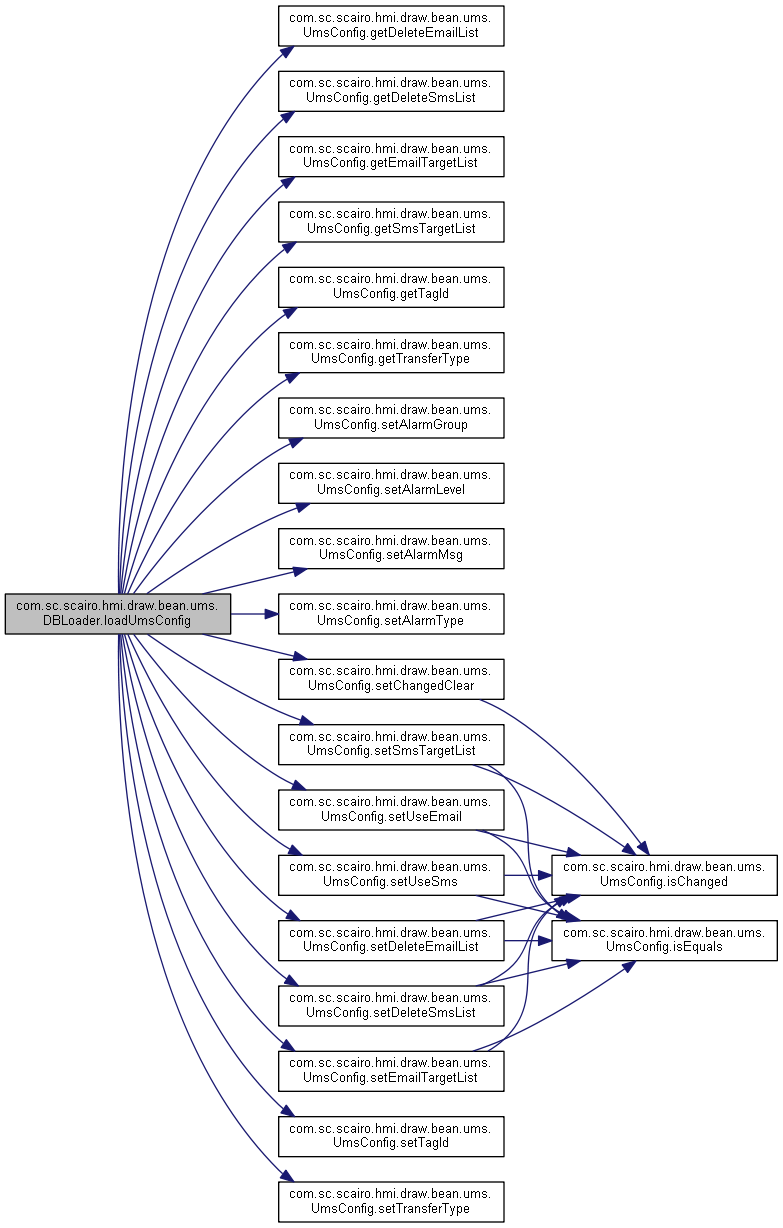 com.sc.scairo.hmi.draw.bean.ums.
UmsConfig.getDeleteEmailList
com.sc.scairo.hmi.draw.bean.ums.
UmsConfig.getDeleteSmsList
com.sc.scairo.hmi.draw.bean.ums.
UmsConfig.getEmailTargetList
com.sc.scairo.hmi.draw.bean.ums.
UmsConfig.getSmsTargetList
com.sc.scairo.hmi.draw.bean.ums.
UmsConfig.getTagId
com.sc.scairo.hmi.draw.bean.ums.
UmsConfig.getTransferType
com.sc.scairo.hmi.draw.bean.ums.
UmsConfig.setAlarmGroup
com.sc.scairo.hmi.draw.bean.ums.
UmsConfig.setAlarmLevel
com.sc.scairo.hmi.draw.bean.ums.
UmsConfig.setAlarmMsg
com.sc.scairo.hmi.draw.bean.ums.
DBLoader.loadUmsConfig
com.sc.scairo.hmi.draw.bean.ums.
UmsConfig.setAlarmType
com.sc.scairo.hmi.draw.bean.ums.
UmsConfig.setChangedClear
com.sc.scairo.hmi.draw.bean.ums.
UmsConfig.setSmsTargetList
com.sc.scairo.hmi.draw.bean.ums.
UmsConfig.setUseEmail
com.sc.scairo.hmi.draw.bean.ums.
UmsConfig.setUseSms
com.sc.scairo.hmi.draw.bean.ums.
UmsConfig.isChanged
com.sc.scairo.hmi.draw.bean.ums.
UmsConfig.setDeleteEmailList
com.sc.scairo.hmi.draw.bean.ums.
UmsConfig.isEquals
com.sc.scairo.hmi.draw.bean.ums.
UmsConfig.setDeleteSmsList
com.sc.scairo.hmi.draw.bean.ums.
UmsConfig.setEmailTargetList
com.sc.scairo.hmi.draw.bean.ums.
UmsConfig.setTagId
com.sc.scairo.hmi.draw.bean.ums.
UmsConfig.setTransferType